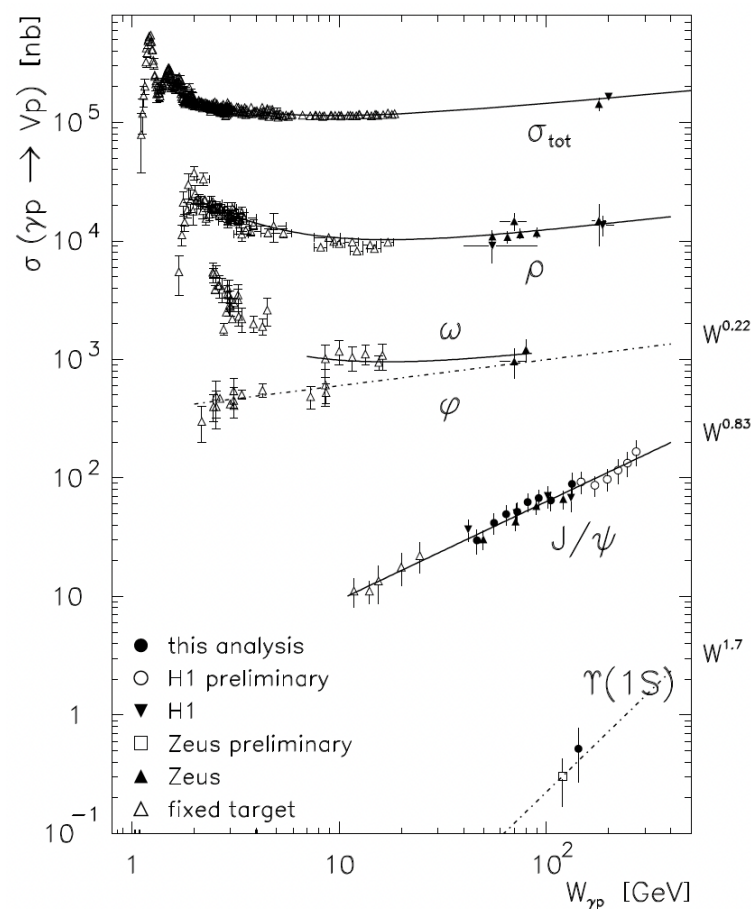 σ (γp → Vp) [nb]
10^5
10^4
10^3
10^2
10
1
10^-1
σ_tot
ρ
ω
φ
J/ψ
ϒ(1S)
W^0.22
W^0.83
W^1.7
this analysis
H1 preliminary
H1
Zeus preliminary
Zeus
fixed target
1
10
10^2
W_γp [GeV]